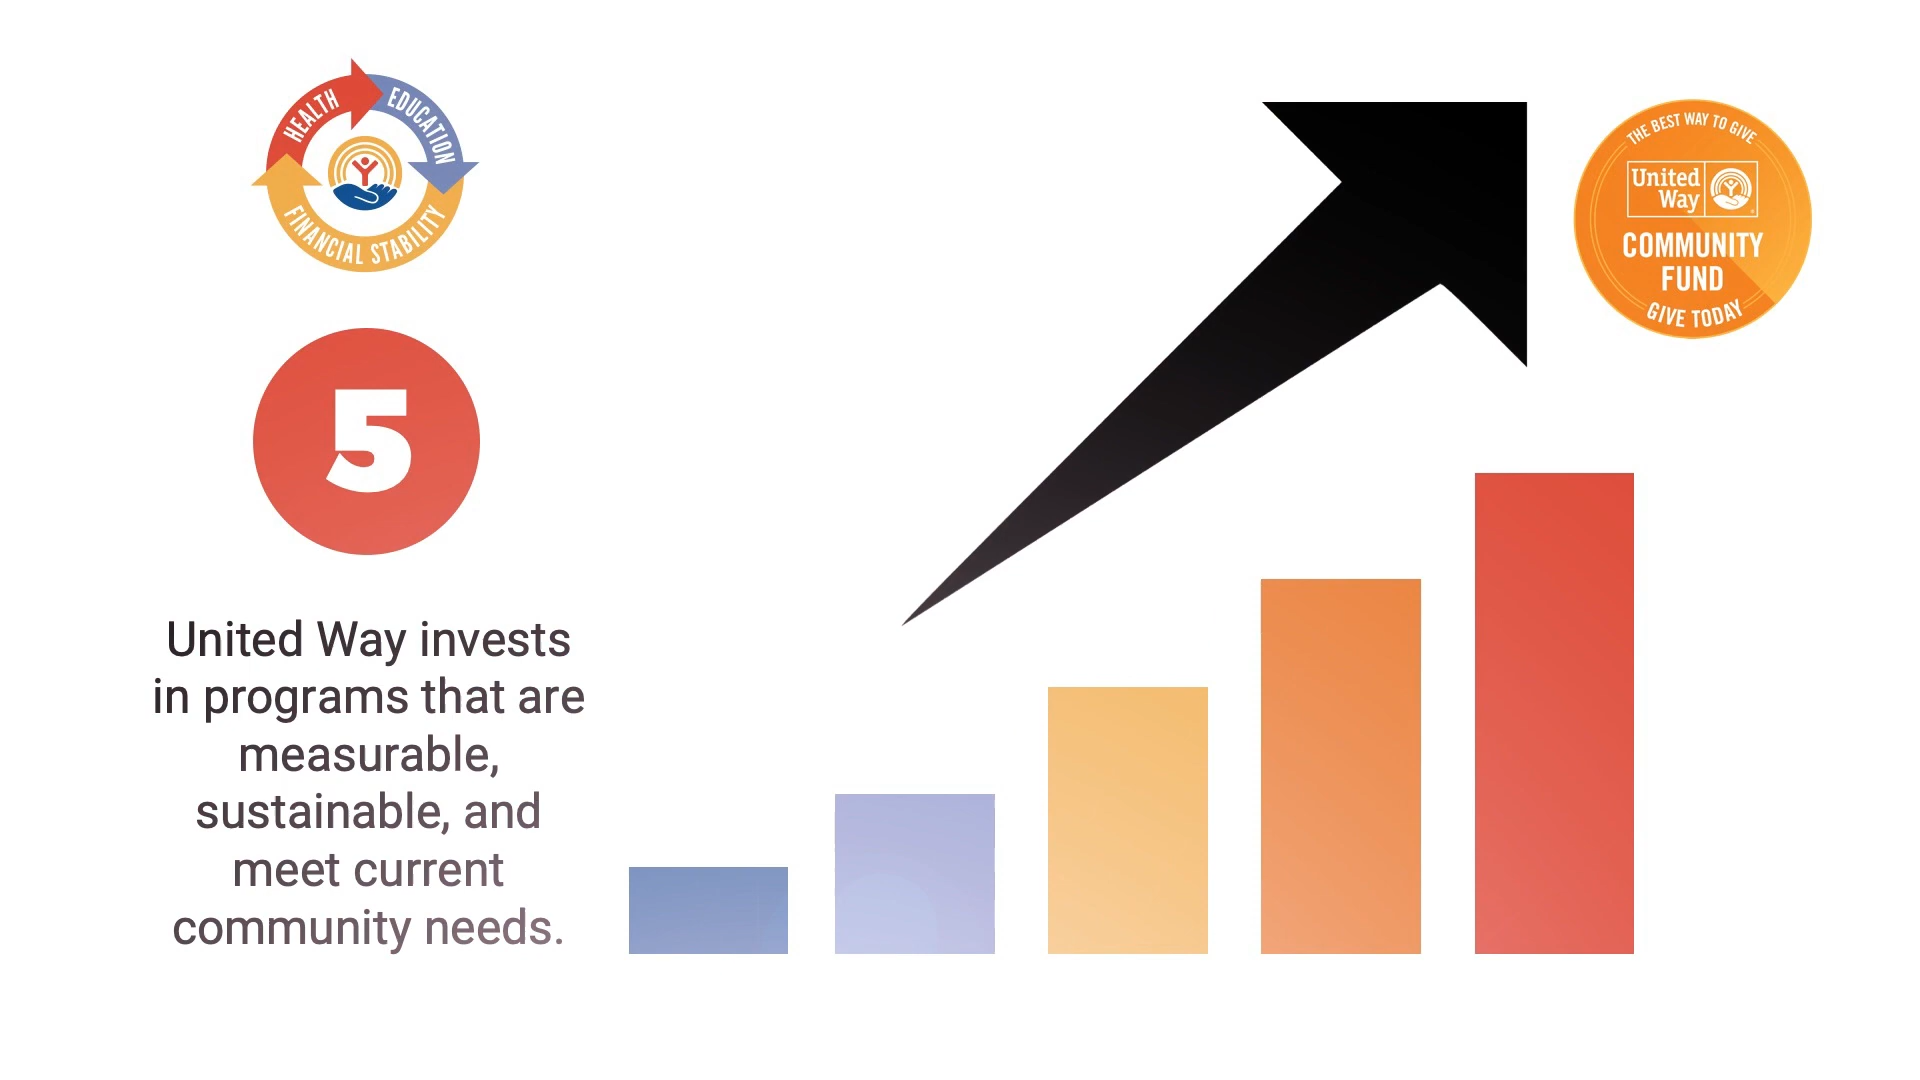 HEALTH
EDUCATION
FINANCIAL STABILITY
5
United Way invests
in programs that are
measurable,
sustainable, and
meet current
community needs.
THE BEST WAY TO GIVE
United
Way
COMMUNITY
FUND
GIVE TODAY